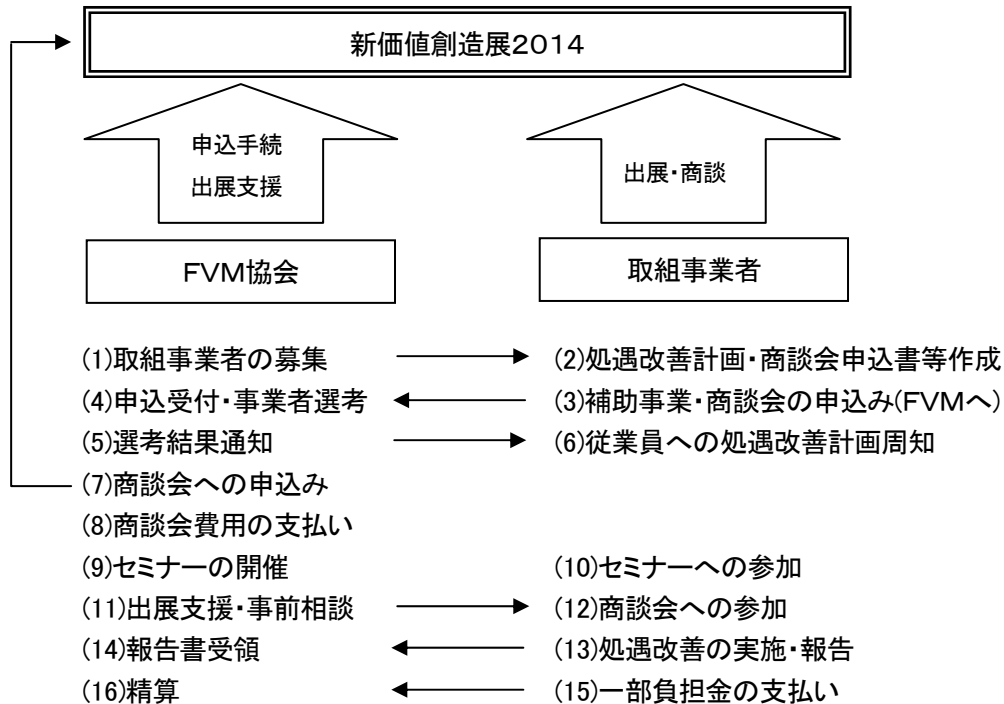 新価値創造展2014
申込手続
出展支援
出展・商談
FVM協会
取組事業者
(1)取組事業者の募集
(2)処遇改善計画・商談会申込書等作成
(4)申込受付・事業者選考
(3)補助事業・商談会の申込み(FVMへ)
(5)選考結果通知
(6)従業員への処遇改善計画周知
(7)商談会への申込み
(8)商談会費用の支払い
(9)セミナーの開催
(10)セミナーへの参加
(11)出展支援・事前相談
(12)商談会への参加
(14)報告書受領
(13)処遇改善の実施・報告
(16)精算
(15)一部負担金の支払い